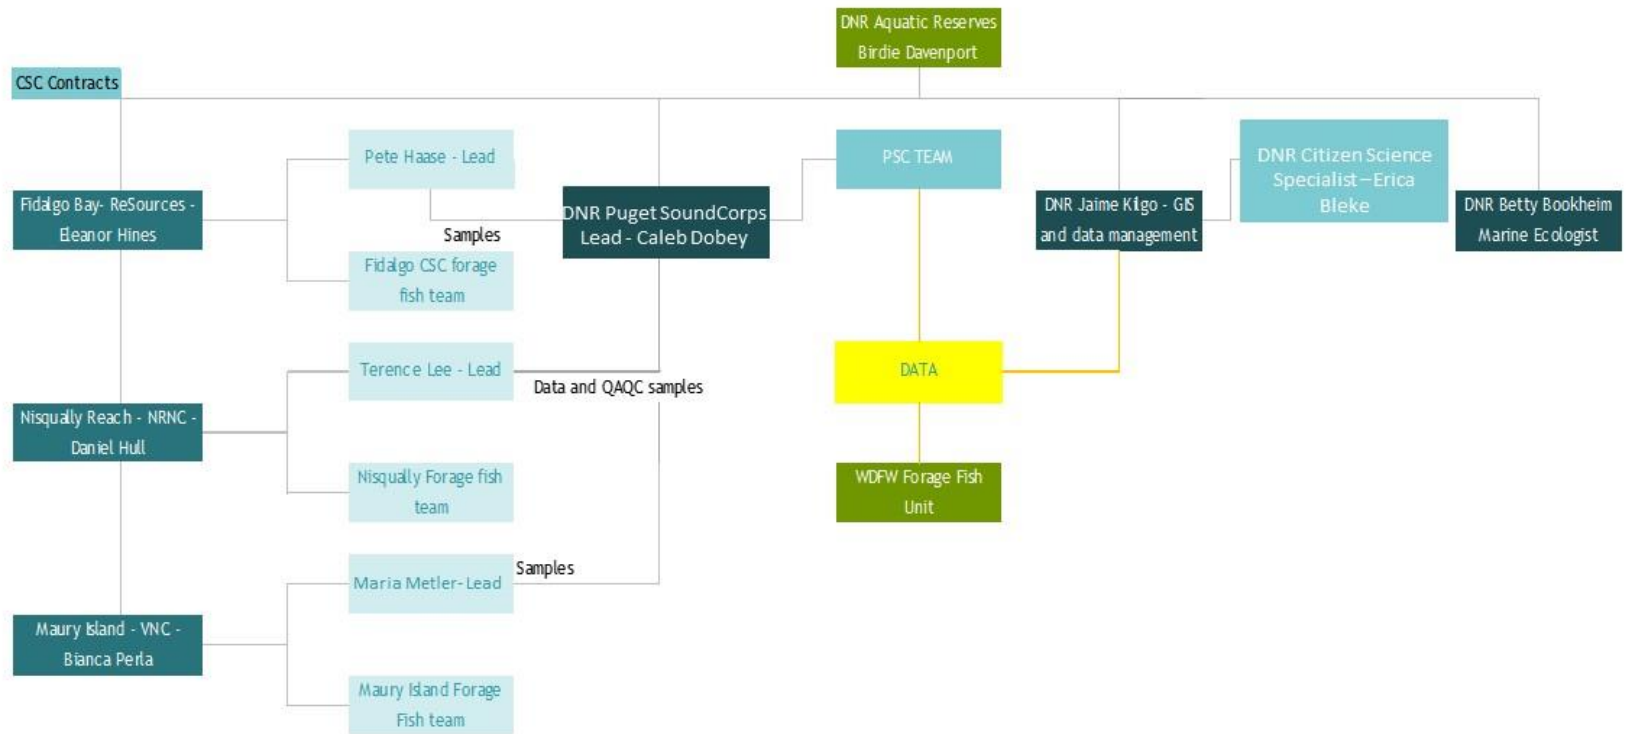 DNR Aquatic Reserves
Birdie Davenport
CSC Contracts
Pete Haase - Lead
PSC TEAM
DNR Citizen Science
Specialist – Erica
Bleke
Fidalgo Bay- ReSources -
Eleanor Hines
Samples
DNR Puget SoundCorps
Lead - Caleb Dobey
DNR Jaime Kilgo - GIS
and data management
DNR Betty Bookheim
Marine Ecologist
Fidalgo CSC forage
fish team
Terence Lee - Lead
Data and QAQC samples
DATA
Nisqually Reach - NRNC -
Daniel Hull
Nisqually Forage fish
team
WDFW Forage Fish
Unit
Maria Metler- Lead
Samples
Maury Island - VNC -
Bianca Perla
Maury Island Forage
Fish team